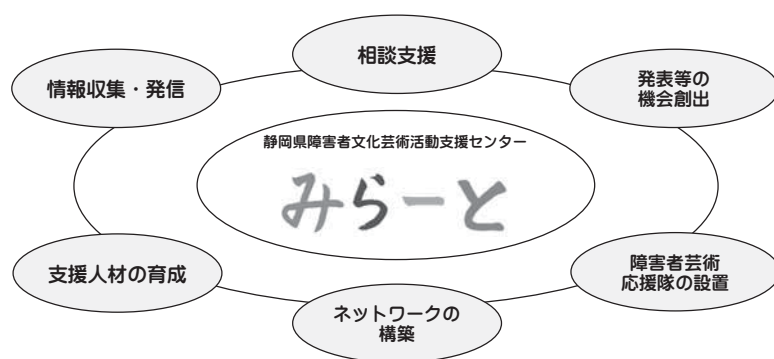 相談支援
情報収集・発信
発表等の
機会創出
静岡県障害者文化芸術活動支援センター
みらーと
支援人材の育成
障害者芸術
応援隊の設置
ネットワークの
構築